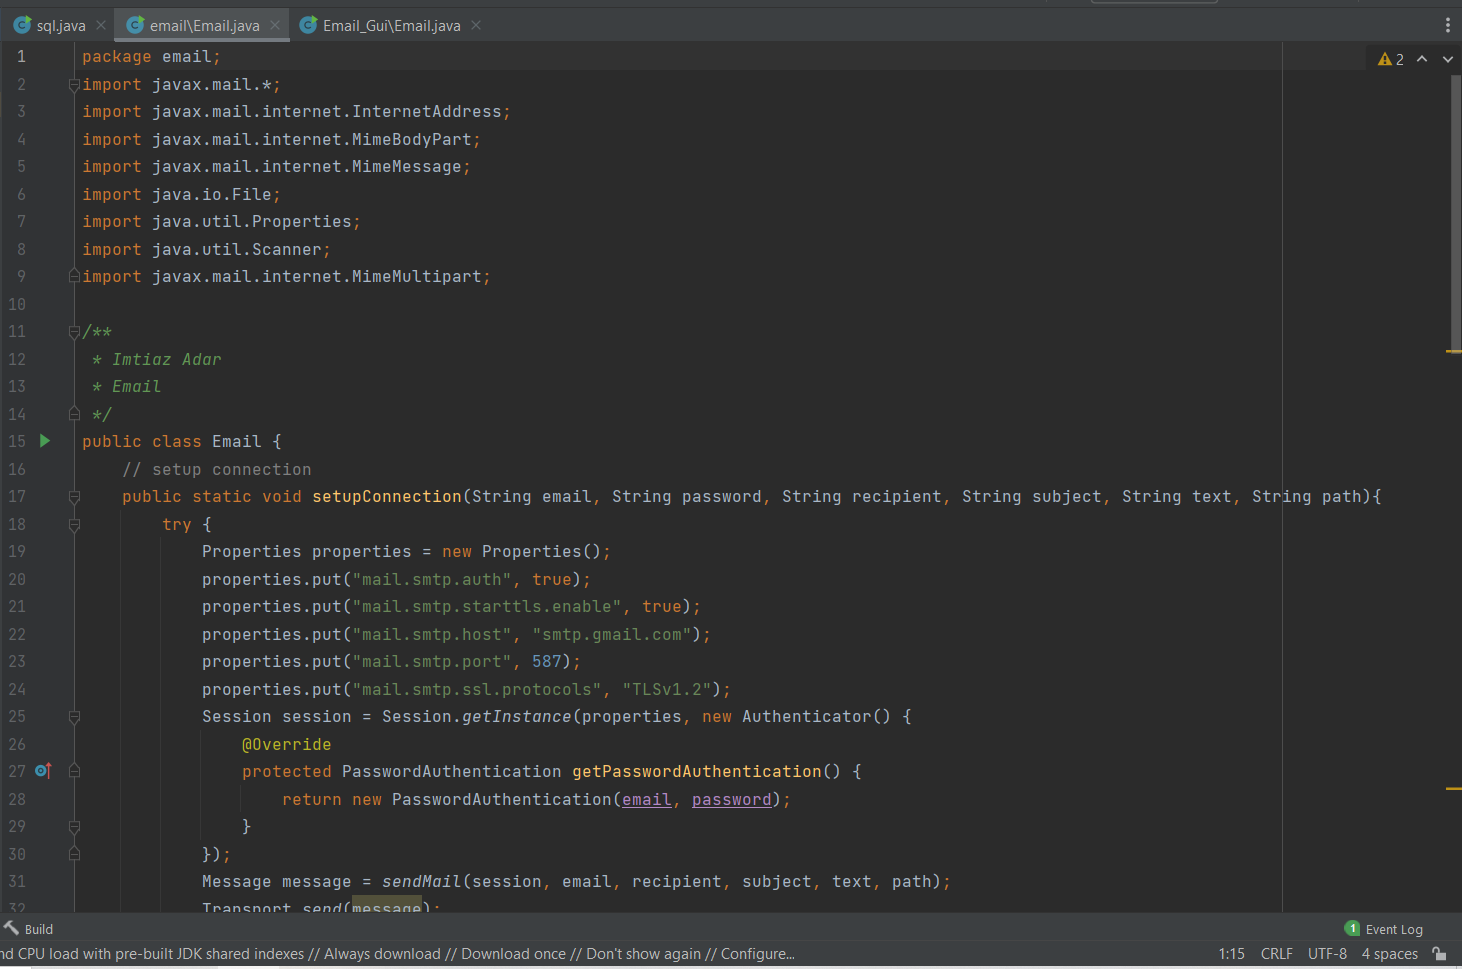 sql.java
email\Email.java
Email_Gui\Email.java
2
1 package email;
2 import javax.mail.*;
3 import javax.mail.internet.InternetAddress;
4 import javax.mail.internet.MimeBodyPart;
5 import javax.mail.internet.MimeMessage;
6 import java.io.File;
7 import java.util.Properties;
8 import java.util.Scanner;
9 import javax.mail.internet.MimeMultipart;
10
11 /**
12 * Imtiaz Adar
13 * Email
14 */
15 public class Email {
16 // setup connection
17 public static void setupConnection(String email, String password, String recipient, String subject, String text, String path){
18 try {
19 Properties properties = new Properties();
20 properties.put("mail.smtp.auth", true);
21 properties.put("mail.smtp.starttls.enable", true);
22 properties.put("mail.smtp.host", "smtp.gmail.com");
23 properties.put("mail.smtp.port", 587);
24 properties.put("mail.smtp.ssl.protocols", "TLSv1.2");
25 Session session = Session.getInstance(properties, new Authenticator() {
26 @Override
27 protected PasswordAuthentication getPasswordAuthentication() {
28 return new PasswordAuthentication(email, password);
29 }
30 });
31 Message message = sendMail(session, email, recipient, subject, text, path);
32 Transport.send(message);
Build
1 Event Log
nd CPU load with pre-built JDK shared indexes // Always download // Download once // Don't show again // Configure...
1:15 CRLF UTF-8 4 spaces